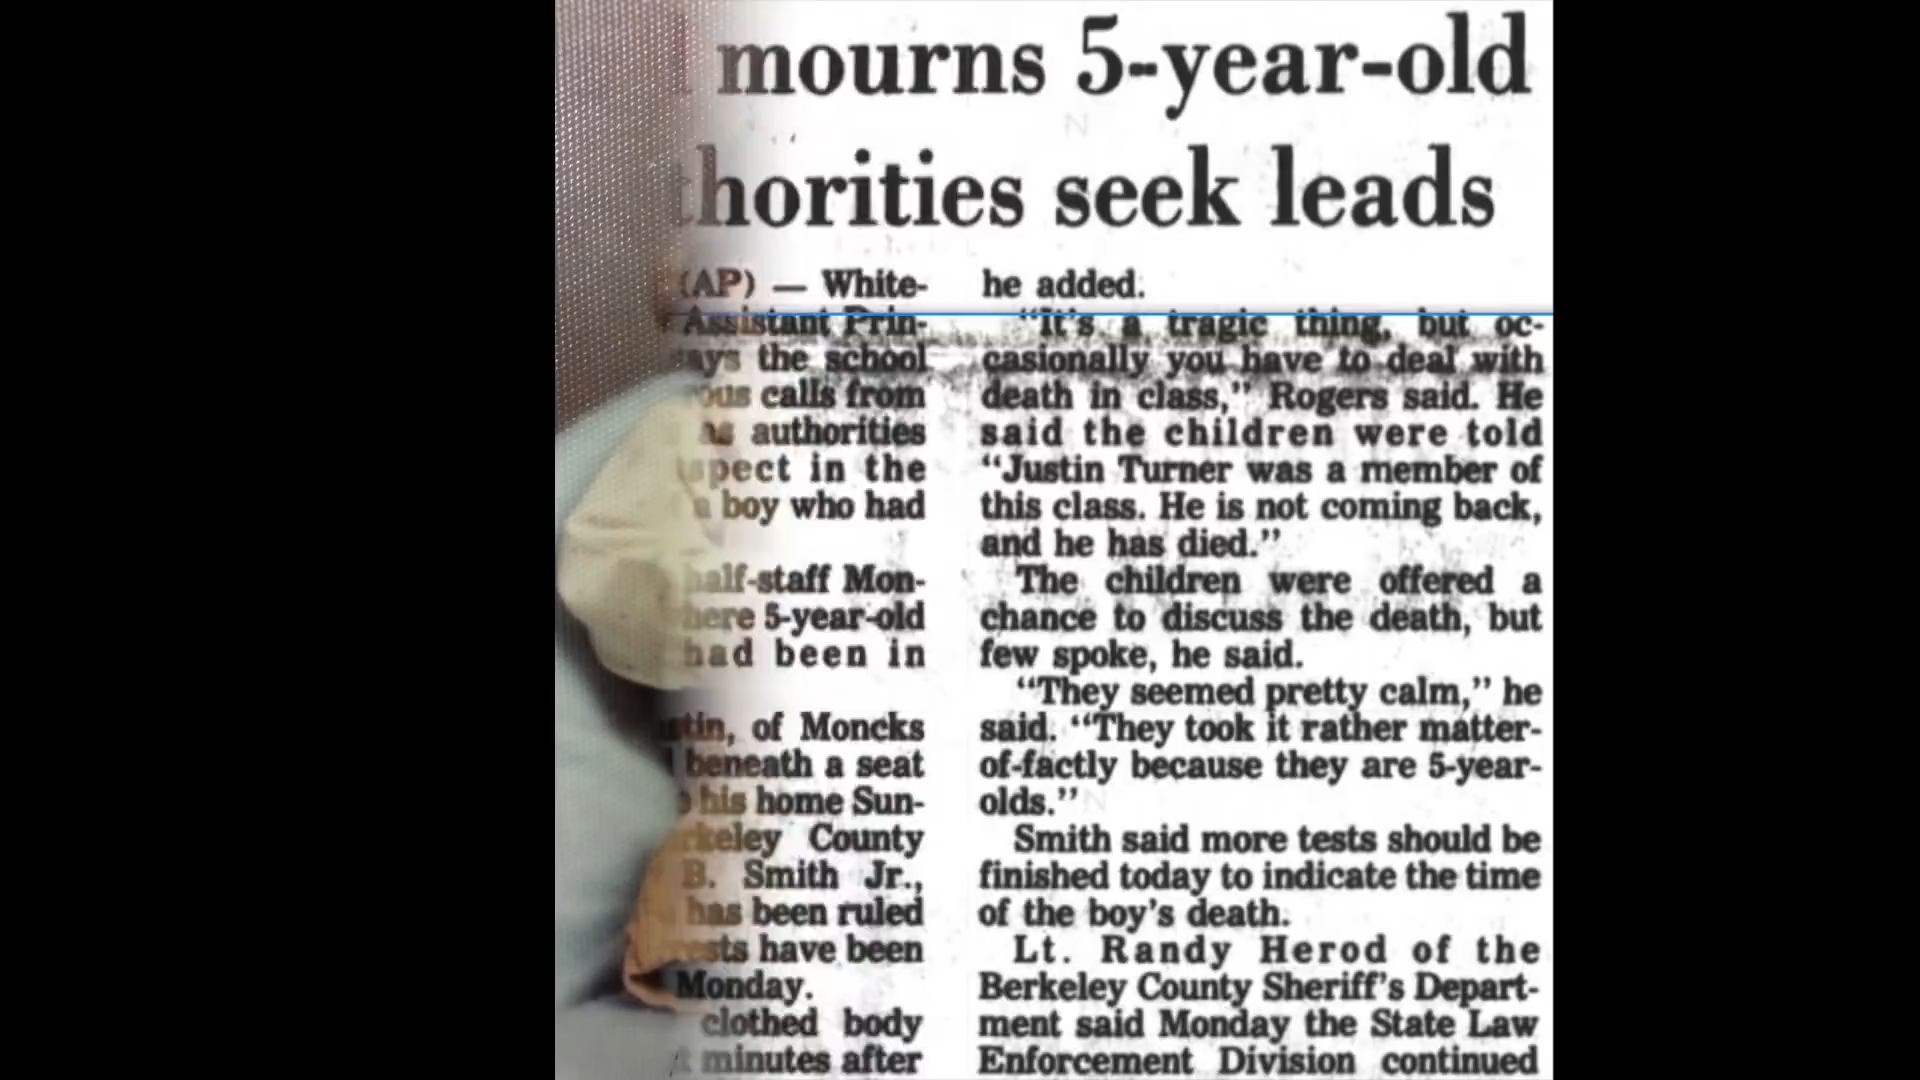 mourns 5-year-old
thorities seek leads
(AP) — White-
Assistant Prin-
says the school
calls from
as authorities
in the
a boy who had
half-staff Mon-
5-year-old
had been in
of Moncks
beneath a seat
his home Sun-
County
B. Smith Jr.,
has been ruled
have been
Monday.
clothed body
minutes after
he added.
“It's a tragic thing, but oc-
casionally you have to deal with
death in class,” Rogers said. He
said the children were told
“Justin Turner was a member of
this class. He is not coming back,
and he has died.”
The children were offered a
chance to discuss the death, but
few spoke, he said.
“They seemed pretty calm,” he
said. “They took it rather matter-
of-factly because they are 5-year-
olds.”
Smith said more tests should be
finished today to indicate the time
of the boy's death.
Lt. Randy Herod of the
Berkeley County Sheriff's Depart-
ment said Monday the State Law
Enforcement Division continued